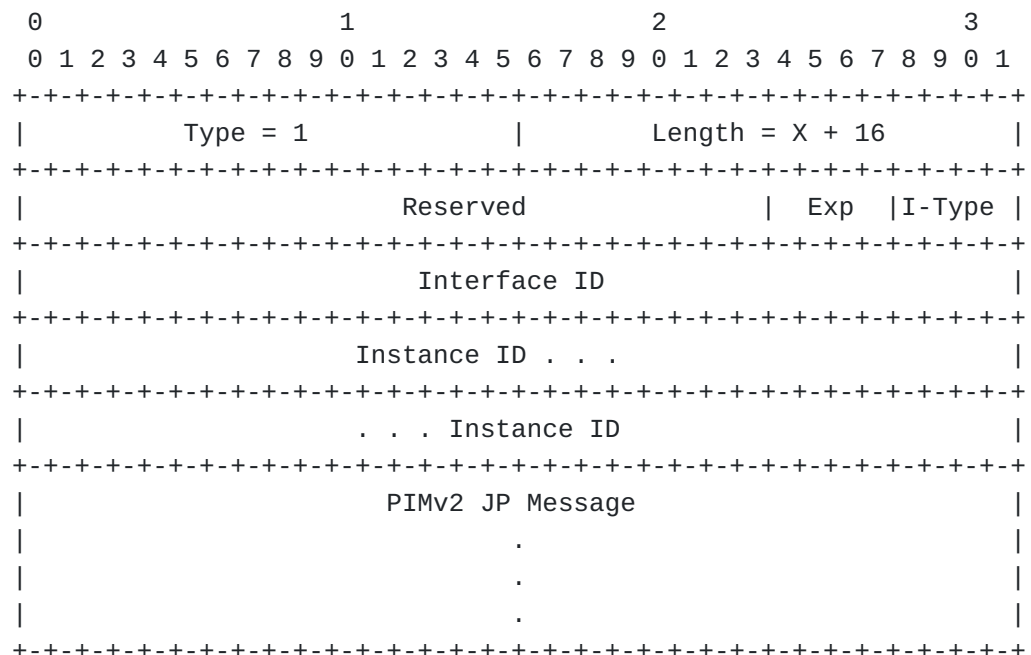 0                   1                   2                   3
 0 1 2 3 4 5 6 7 8 9 0 1 2 3 4 5 6 7 8 9 0 1 2 3 4 5 6 7 8 9 0 1
+-+-+-+-+-+-+-+-+-+-+-+-+-+-+-+-+-+-+-+-+-+-+-+-+-+-+-+-+-+-+-+-+
|          Type = 1             |        Length = X + 16        |
+-+-+-+-+-+-+-+-+-+-+-+-+-+-+-+-+-+-+-+-+-+-+-+-+-+-+-+-+-+-+-+-+
|                        Reserved               |  Exp  |I-Type |
+-+-+-+-+-+-+-+-+-+-+-+-+-+-+-+-+-+-+-+-+-+-+-+-+-+-+-+-+-+-+-+-+
|                         Interface ID                          |
+-+-+-+-+-+-+-+-+-+-+-+-+-+-+-+-+-+-+-+-+-+-+-+-+-+-+-+-+-+-+-+-+
|                     Instance ID . . .                         |
+-+-+-+-+-+-+-+-+-+-+-+-+-+-+-+-+-+-+-+-+-+-+-+-+-+-+-+-+-+-+-+-+
|                     . . . Instance ID                         |
+-+-+-+-+-+-+-+-+-+-+-+-+-+-+-+-+-+-+-+-+-+-+-+-+-+-+-+-+-+-+-+-+
|                       PIMv2 JP Message                        |
|                               .                               |
|                               .                               |
|                               .                               |
+-+-+-+-+-+-+-+-+-+-+-+-+-+-+-+-+-+-+-+-+-+-+-+-+-+-+-+-+-+-+-+-+